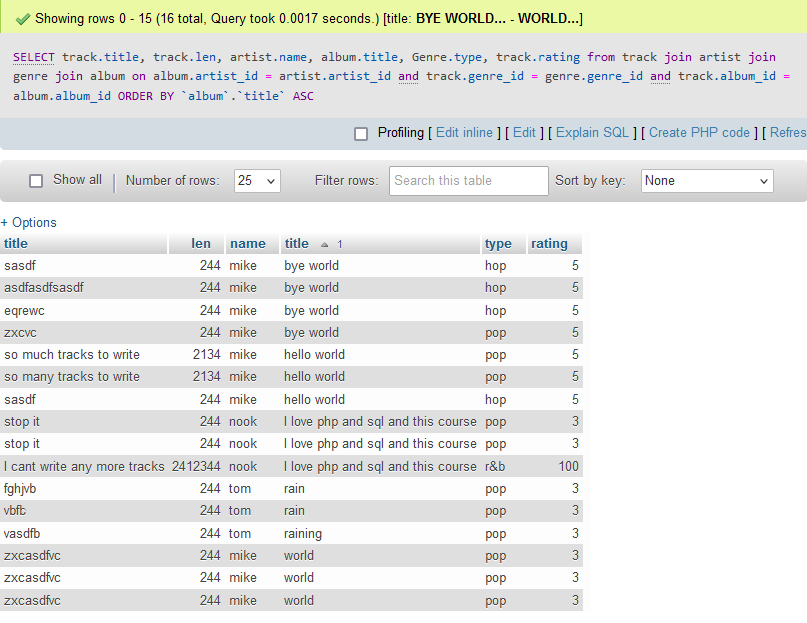 Showing rows 0 - 15 (16 total, Query took 0.0017 seconds.) [title: BYE WORLD... - WORLD...]
SELECT track.title, track.len, artist.name, album.title, Genre.type, track.rating from track join artist join
genre join album on album.artist_id = artist.artist_id and track.genre_id = genre.genre_id and track.album_id =
album.album_id ORDER BY `album`.`title` ASC
Profiling [ Edit inline ] [ Edit ] [ Explain SQL ] [ Create PHP code ] [ Refres
Show all | Number of rows: 25 Filter rows: Search this table Sort by key: None
+ Options
title len name title 1 type rating
sasdf 244 mike bye world hop 5
asdfasdfsasdf 244 mike bye world hop 5
eqrewc 244 mike bye world hop 5
zxcvc 244 mike bye world pop 5
so much tracks to write 2134 mike hello world pop 5
so many tracks to write 2134 mike hello world pop 5
sasdf 244 mike hello world hop 5
stop it 244 nook I love php and sql and this course pop 3
stop it 244 nook I love php and sql and this course pop 3
I cant write any more tracks 2412344 nook I love php and sql and this course r&b 100
fghjvb 244 tom rain pop 3
vbfb 244 tom rain pop 3
vasdfb 244 tom raining pop 3
zxcasdfvc 244 mike world pop 3
zxcasdfvc 244 mike world pop 3
zxcasdfvc 244 mike world pop 3